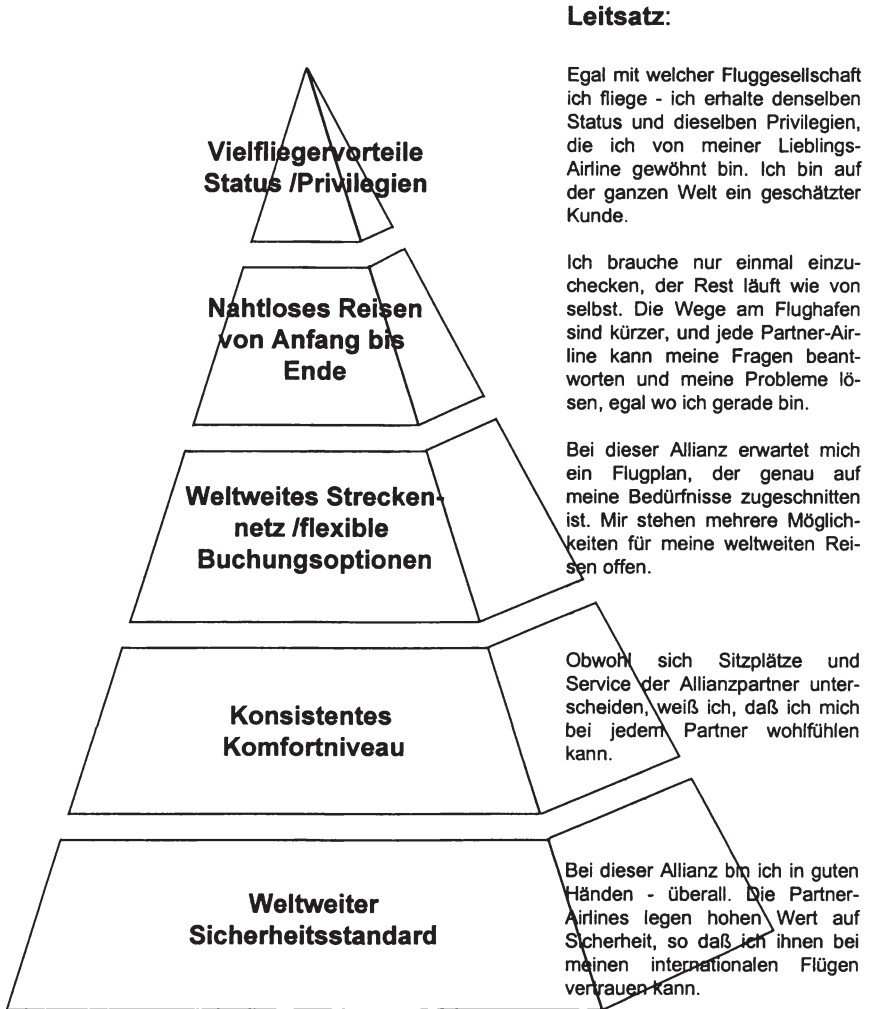 Leitsatz:
Vielfliegervorteile
Status /Privilegien
Egal mit welcher Fluggesellschaft
ich fliege - ich erhalte denselben
Status und dieselben Privilegien,
die ich von meiner Lieblings-
Airline gewöhnt bin. Ich bin auf
der ganzen Welt ein geschätzter
Kunde.
Nahtloses Reisen
von Anfang bis
Ende
Ich brauche nur einmal einzu-
checken, der Rest läuft wie von
selbst. Die Wege am Flughafen
sind kürzer, und jede Partner-Air-
line kann meine Fragen beant-
worten und meine Probleme lö-
sen, egal wo ich gerade bin.
Weltweites Strecken-
netz /flexible
Buchungsoptionen
Bei dieser Allianz erwartet mich
ein Flugplan, der genau auf
meine Bedürfnisse zugeschnitten
ist. Mir stehen mehrere Möglich-
keiten für meine weltweiten Rei-
sen offen.
Konsistentes
Komfortniveau
Obwohl sich Sitzplätze und
Service der Allianzpartner unter-
scheiden, weiß ich, daß ich mich
bei jedem Partner wohlfühlen
kann.
Weltweiter
Sicherheitsstandard
Bei dieser Allianz bin ich in guten
Händen - überall. Die Partner-
Airlines legen hohen Wert auf
Sicherheit, so daß ich ihnen bei
meinen internationalen Flügen
vertrauen kann.